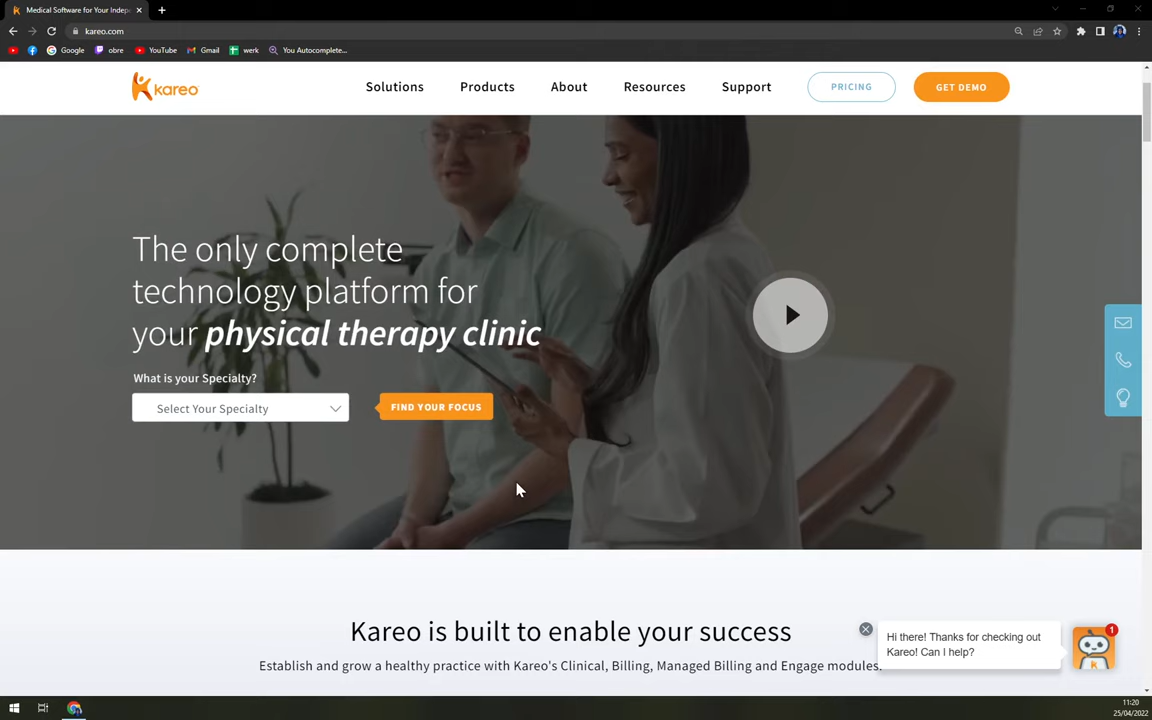 Medical Software for Your Indep
kareo.com
Google
obre
YouTube
Gmail
werk
You Autocomplete...
kareo
Solutions
Products
About
Resources
Support
PRICING
GET DEMO
The only complete
technology platform for
your physical therapy clinic
What is your Specialty?
Select Your Specialty
FIND YOUR FOCUS
Kareo is built to enable your success
Establish and grow a healthy practice with Kareo's Clinical, Billing, Managed Billing and Engage modules.
Hi there! Thanks for checking out
Kareo! Can I help?
1
11:20
25/04/2022